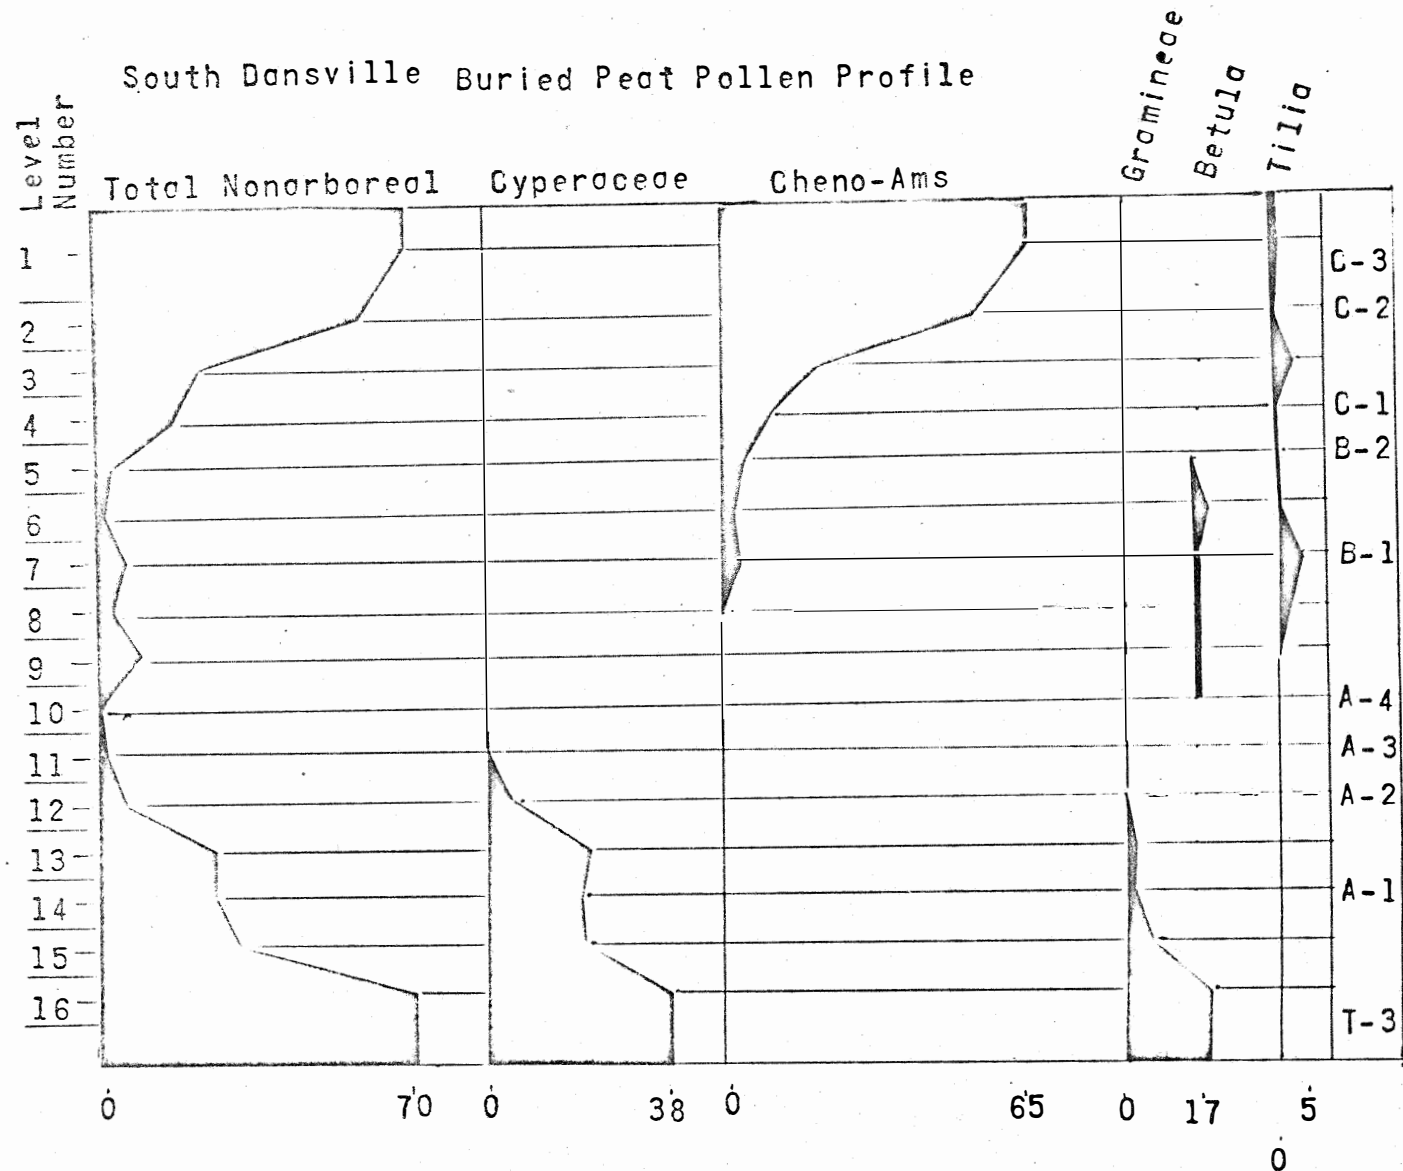 South Dansville Buried Peat Pollen Profile
Level Number
Total Nonarboreal
Cyperaceae
Cheno-Ams
Gramineae
Betula
Tilia
1
2
3
4
5
6
7
8
9
10
11
12
13
14
15
16
C-3
C-2
C-1
B-2
B-1
A-4
A-3
A-2
A-1
T-3
0 70 0 38 0 65 0 17 5
0